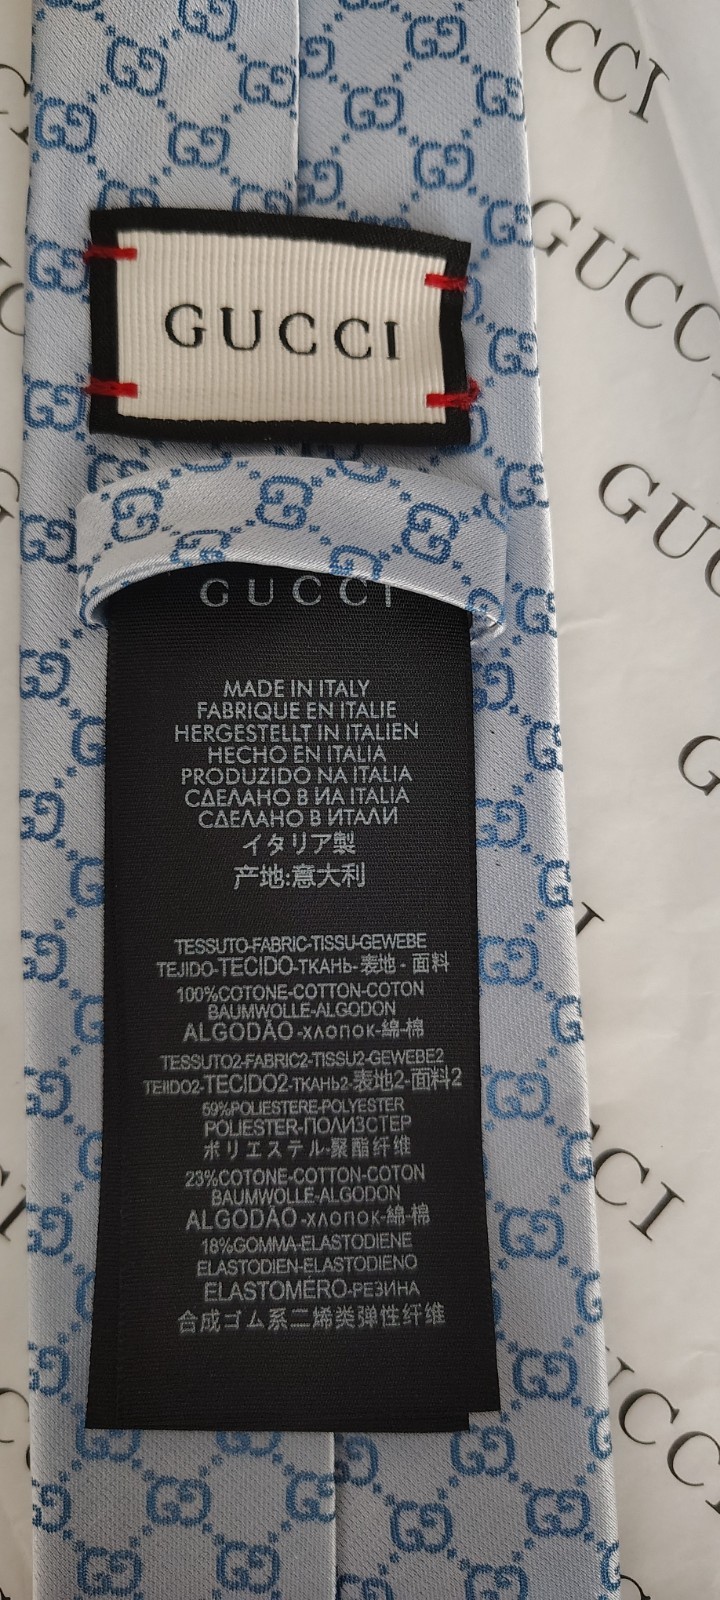 GUCCI
GUCCI
GUCCI
GUCCI
MADE IN ITALY
FABRIQUE EN ITALIE
HERGESTELLT IN ITALIEN
HECHO EN ITALIA
PRODUZIDO NA ITALIA
СДЕЛАНО В ИА ITALIA
СДЕЛАНО В ИТАЛИ
イタリア製
产地:意大利
TESSUTO-FABRIC-TISSU-GEWEBE
TEJIDO-TECIDO-ТКАНЬ-表地-面料
100%COTONE-COTTON-COTON
BAUMWOLLE-ALGODON
ALGODÃO-хлопок-綿-棉
TESSUTO2-FABRIC2-TISSU2-GEWEBE2
TEIIDO2-TECIDO2-ТКАНЬ2-表地2-面料2
59%POLIESTERE-POLYESTER
POLIESTER-ПОЛИЗСТЕР
ポリエステル-聚酯纤维
23%COTONE-COTTON-COTON
BAUMWOLLE-ALGODON
ALGODÃO-хлопок-綿-棉
18%GOMMA-ELASTODIENE
ELASTODIEN-ELASTODIENO
ELASTOMÉRO-РЕЗИНА
合成ゴム系二烯类弹性纤维